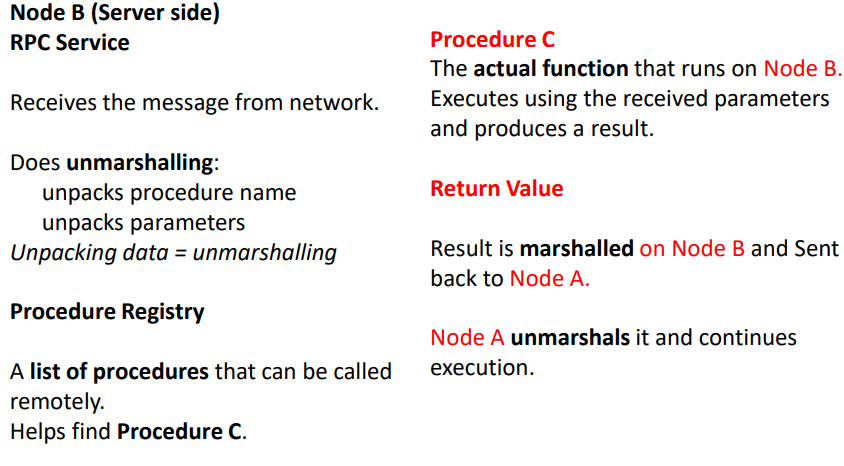 Node B (Server side)
RPC Service
Receives the message from network.
Does unmarshalling:
unpacks procedure name
unpacks parameters
Unpacking data = unmarshalling
Procedure Registry
A list of procedures that can be called
remotely.
Helps find Procedure C.
Procedure C
The actual function that runs on Node B.
Executes using the received parameters
and produces a result.
Return Value
Result is marshalled on Node B and Sent
back to Node A.
Node A unmarshals it and continues
execution.